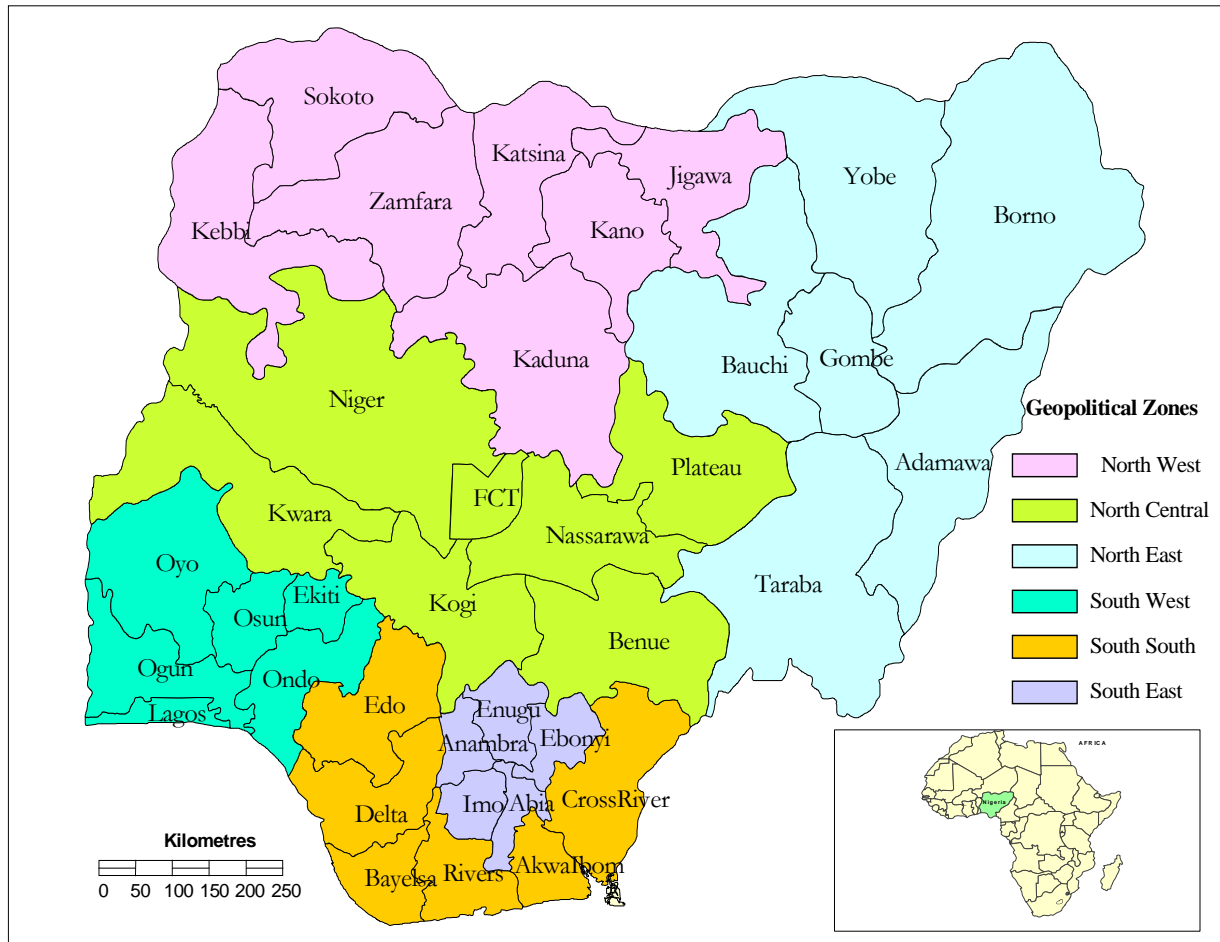 Sokoto
Katsina
Jigawa
Yobe
Borno
Zamfara
Kebbi
Kano
Kaduna
Bauchi
Gombe
Niger
Geopolitical Zones
North West
North Central
North East
South West
South South
South East
Adamawa
Plateau
FCT
Kwara
Nassarawa
Oyo
Taraba
Ekiti
Osun
Kogi
Benue
Ogun
Ondo
Lagos
Edo
Enugu
Anambra
Ebonyi
Imo
Abia
CrossRiver
Delta
Bayelsa
Rivers
AkwaIbom
Kilometres
0 50 100 150 200 250
AFRICA
Nigeria